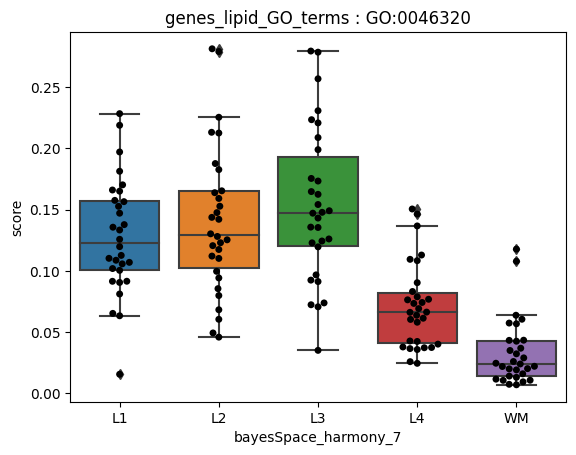 genes_lipid_GO_terms : GO:0046320
score
0.25
0.20
0.15
0.10
0.05
0.00
L1 L2 L3 L4 WM
bayesSpace_harmony_7